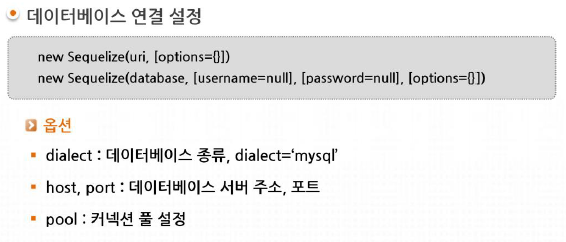 데이터베이스 연결 설정
new Sequelize(uri, [options={}])
new Sequelize(database, [username=null], [password=null], [options={}])
옵션
dialect : 데이터베이스 종류, dialect=‘mysql’
host, port : 데이터베이스 서버 주소, 포트
pool : 커넥션 풀 설정